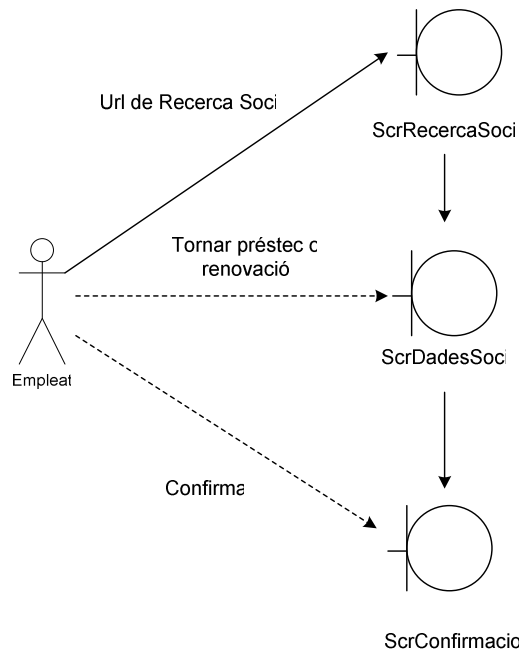 Url de Recerca Soci
ScrRecercaSoci
Tornar préstec o
renovació
ScrDadesSoci
Empleat
Confirma
ScrConfirmacio